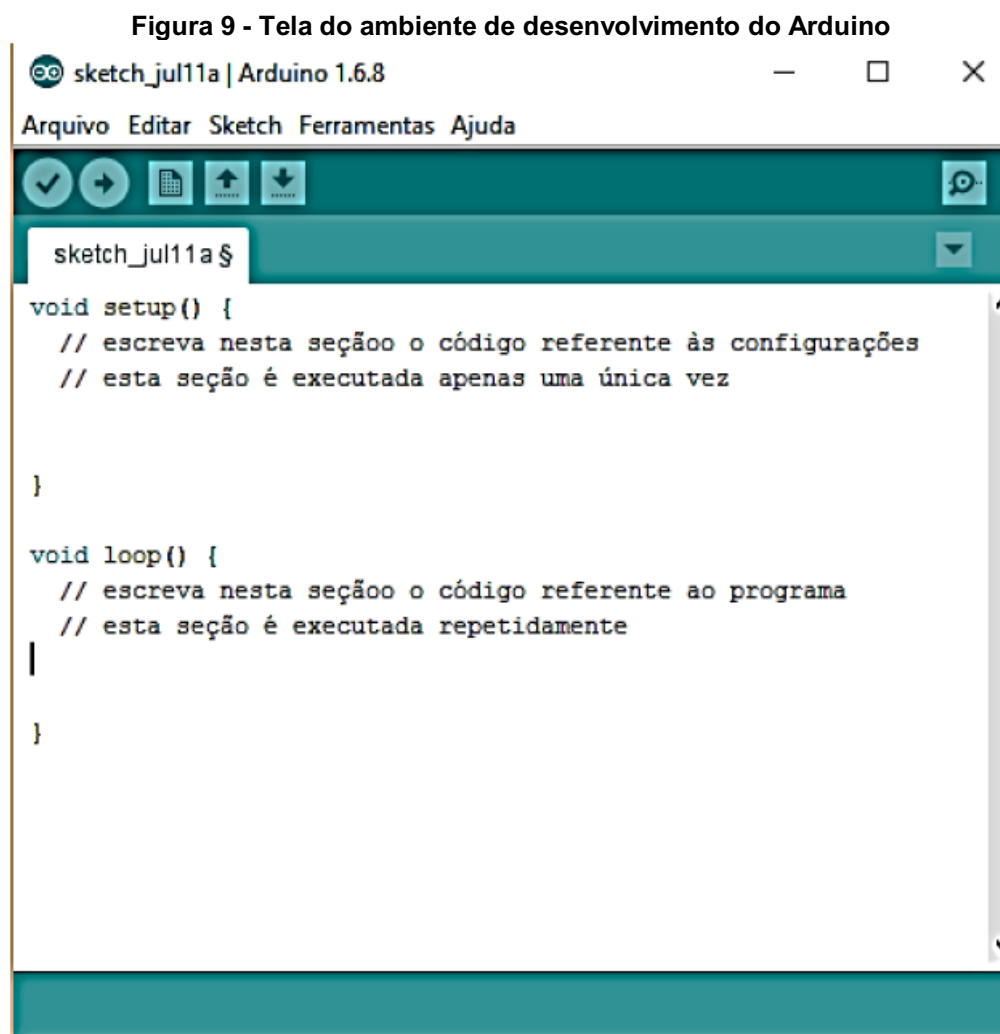 Figura 9 - Tela do ambiente de desenvolvimento do Arduino
sketch_jul11a | Arduino 1.6.8
Arquivo Editar Sketch Ferramentas Ajuda
sketch_jul11a §
void setup() {
  // escreva nesta seçãoo o código referente às configurações
  // esta seção é executada apenas uma única vez
}
void loop() {
  // escreva nesta seçãoo o código referente ao programa
  // esta seção é executada repetidamente
}